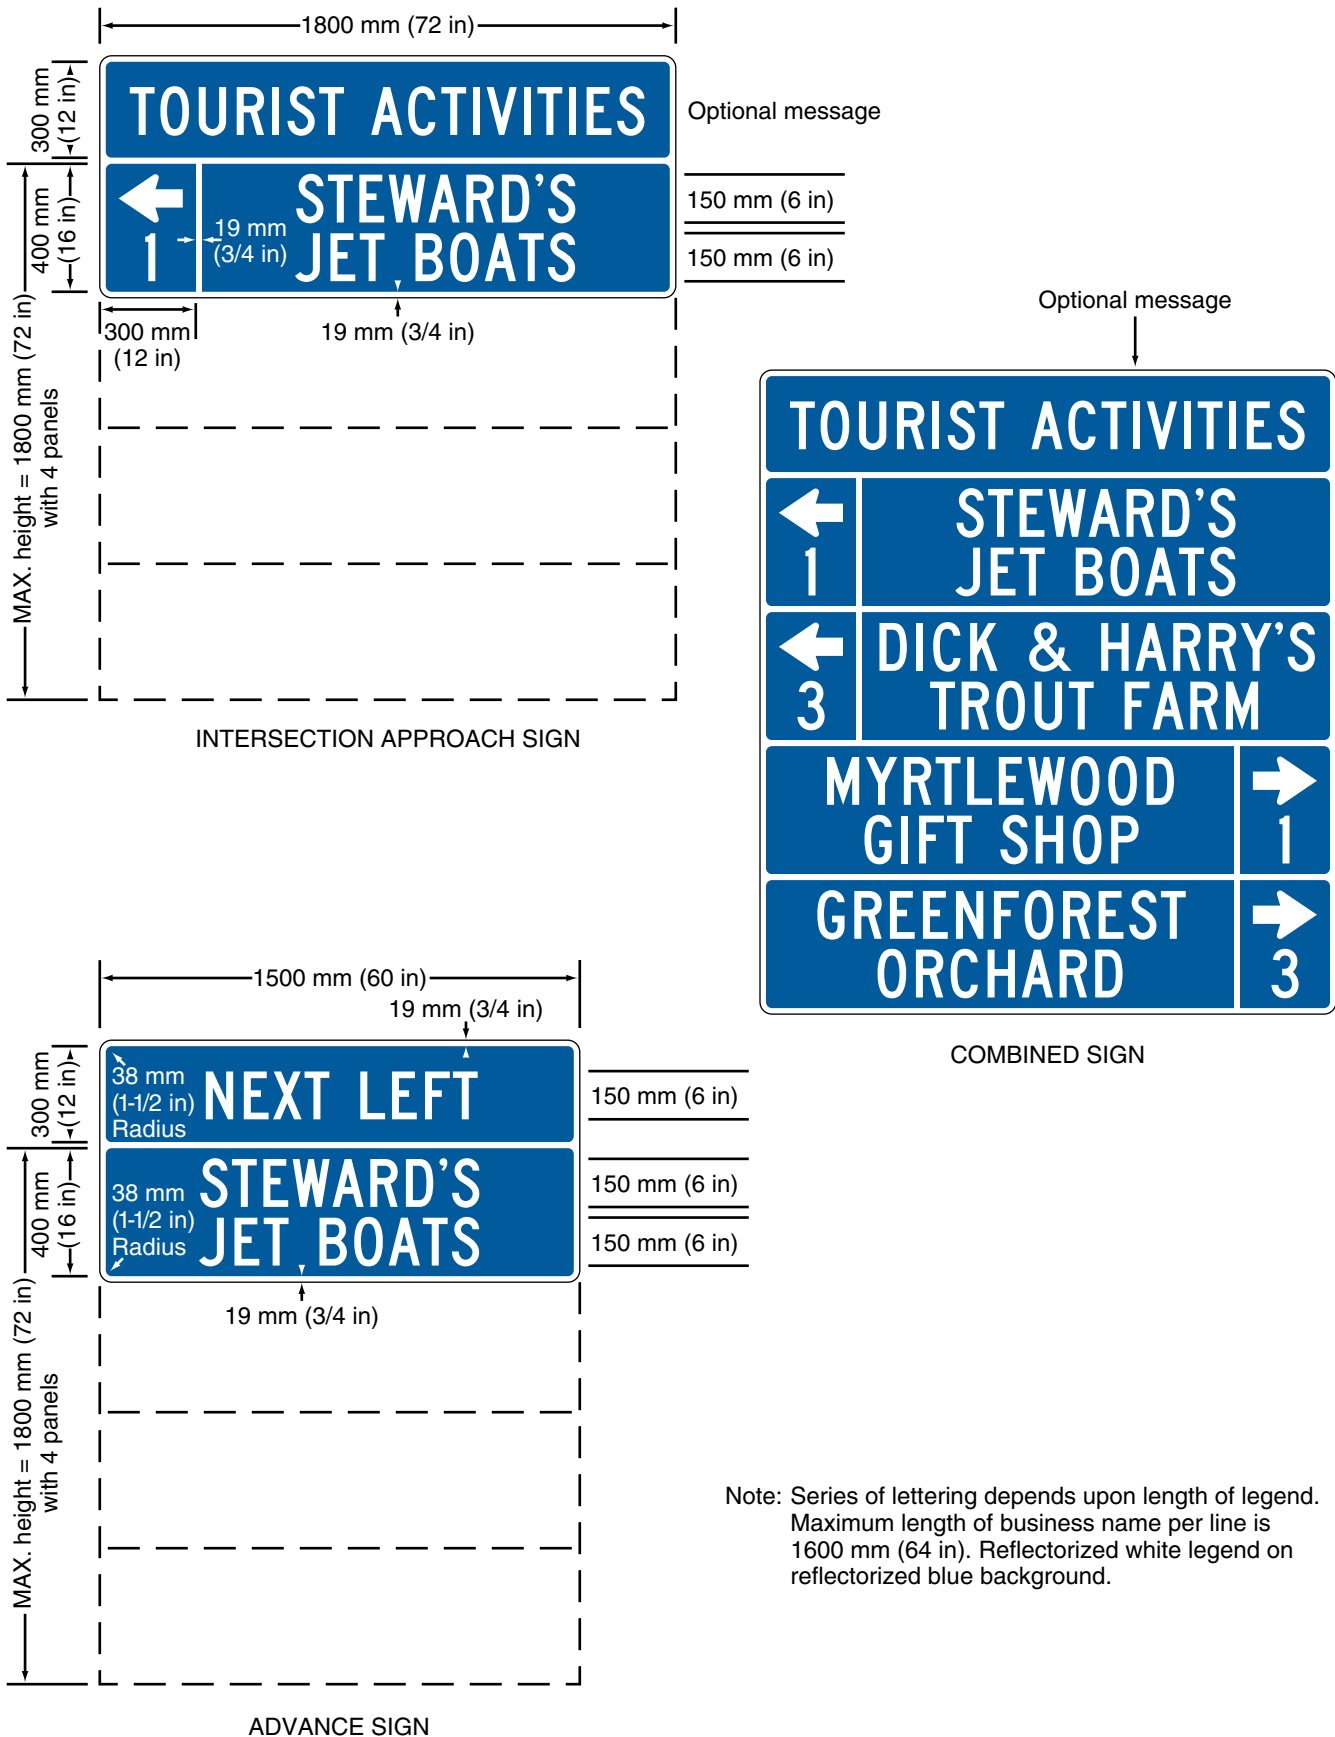 1800 mm (72 in)
300 mm
(12 in)
TOURIST ACTIVITIES
Optional message
MAX. height = 1800 mm (72 in)
with 4 panels
400 mm
(16 in)
1
19 mm
(3/4 in)
STEWARD'S
JET BOATS
150 mm (6 in)
150 mm (6 in)
300 mm
(12 in)
19 mm (3/4 in)
INTERSECTION APPROACH SIGN
Optional message
TOURIST ACTIVITIES
1
STEWARD'S
JET BOATS
3
DICK & HARRY'S
TROUT FARM
MYRTLEWOOD
GIFT SHOP
1
GREENFOREST
ORCHARD
3
COMBINED SIGN
1500 mm (60 in)
19 mm (3/4 in)
300 mm
(12 in)
38 mm
(1-1/2 in)
Radius
NEXT LEFT
150 mm (6 in)
MAX. height = 1800 mm (72 in)
with 4 panels
400 mm
(16 in)
38 mm
(1-1/2 in)
Radius
STEWARD'S
JET BOATS
150 mm (6 in)
150 mm (6 in)
19 mm (3/4 in)
ADVANCE SIGN
Note: Series of lettering depends upon length of legend.
Maximum length of business name per line is
1600 mm (64 in). Reflectorized white legend on
reflectorized blue background.